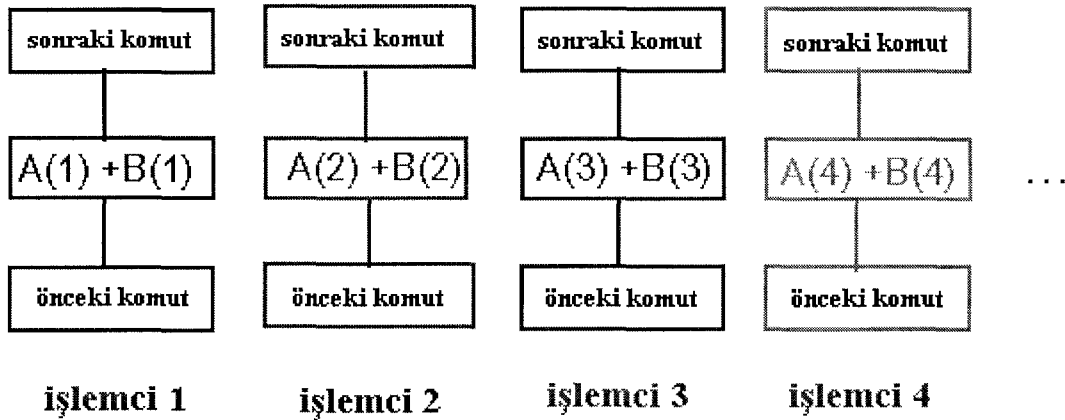 sonraki komut sonraki komut sonraki komut sonraki komut
A(1) +B(1) A(2) +B(2) A(3) +B(3) A(4) +B(4) ...
önceki komut önceki komut önceki komut önceki komut
işlemci 1 işlemci 2 işlemci 3 işlemci 4